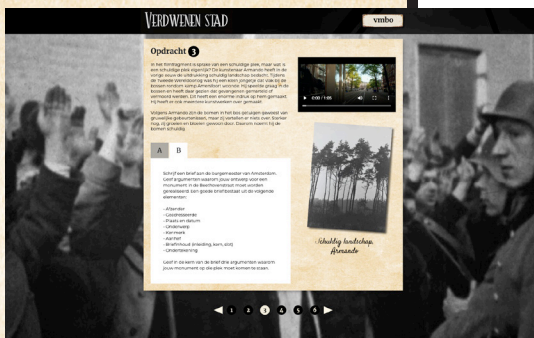 VERDWENEN STAD
vmbo
Opdracht 3
In het filmfragment is sprake van een schuldige plek, maar wat is
een schuldige plek eigenlijk? De kunstenaar Armando heeft in de
vorige eeuw de uitdrukking schuldig landschap bedacht. Tijdens
de Tweede Wereldoorlog was hij een klein jongetje dat vlak bij de
bossen rondom kamp Amersfoort woonde. Hij speelde graag in de
bossen en heeft daar gezien dat gevangenen gemarteld of
vermoord werden. Dit heeft een enorme indruk op hem gemaakt.
Hij heeft er ook meerdere kunstwerken over gemaakt.
Volgens Armando zijn de bomen in het bos getuigen geweest van
gruwelijke gebeurtenissen, maar zij vertellen er niets over. Sterker
nog, zij groeien en bloeien gewoon door. Daarom noemt hij de
bomen schuldig.
0:00 / 1:55
A
B
Schrijf een brief aan de burgemeester van Amsterdam.
Geef argumenten waarom jouw ontwerp voor een
monument in de Beethovenstraat moet worden
gerealiseerd. Een goede brief bestaat uit de volgende
elementen:
- Afzender
- Geadresseerde
- Plaats en datum
- Onderwerp
- Kenmerk
- Aanhef
- Briefinhoud (inleiding, kern, slot)
- Ondertekening
Geef in de kern van de brief drie argumenten waarom
jouw monument op die plek moet komen te staan.
Schuldig landschap,
Armando
1 2 3 4 5 6